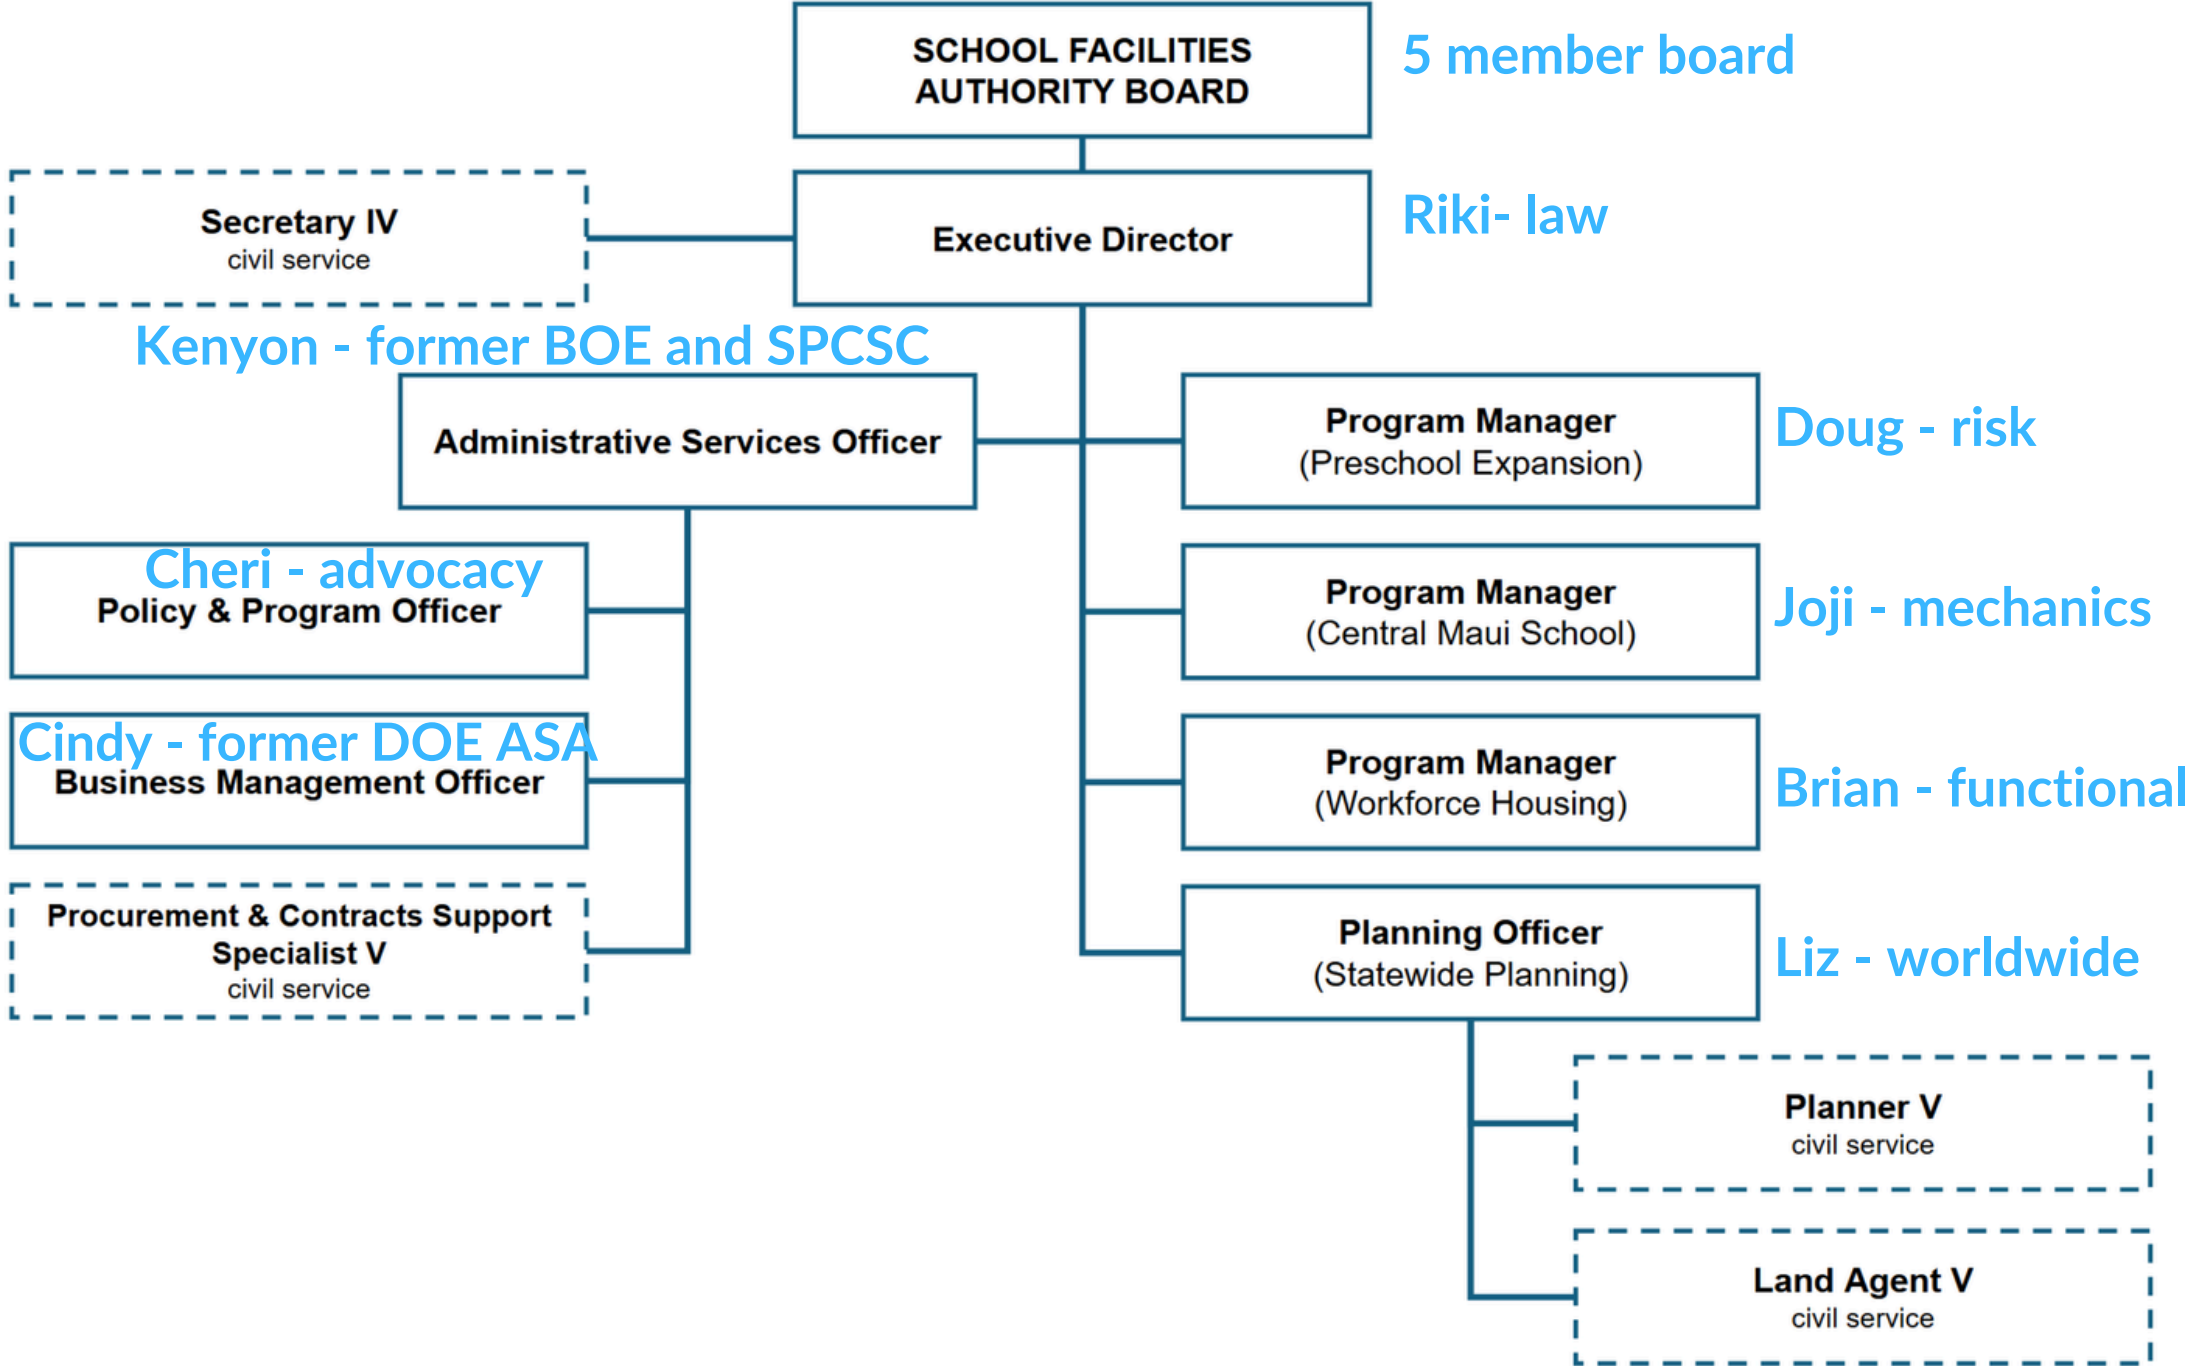 SCHOOL FACILITIES
AUTHORITY BOARD
5 member board
Secretary IV
civil service
Executive Director
Riki- law
Kenyon - former BOE and SPCSC
Administrative Services Officer
Program Manager
(Preschool Expansion)
Doug - risk
Cheri - advocacy
Policy & Program Officer
Program Manager
(Central Maui School)
Joji - mechanics
Cindy - former DOE ASA
Business Management Officer
Program Manager
(Workforce Housing)
Brian - functional
Procurement & Contracts Support
Specialist V
civil service
Planning Officer
(Statewide Planning)
Liz - worldwide
Planner V
civil service
Land Agent V
civil service